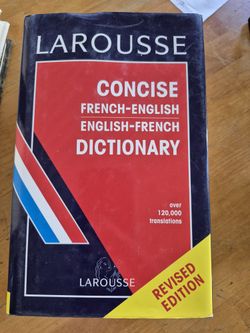 LAROUSSE
CONCISE
FRENCH-ENGLISH
ENGLISH-FRENCH
DICTIONARY
over
120,000
translations
LAROUSSE
REVISED
EDITION